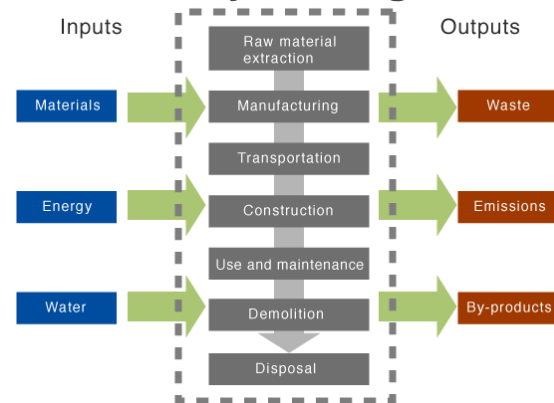 Inputs
Outputs
Raw material
extraction
Materials
Manufacturing
Waste
Transportation
Energy
Construction
Emissions
Use and maintenance
Water
Demolition
By-products
Disposal